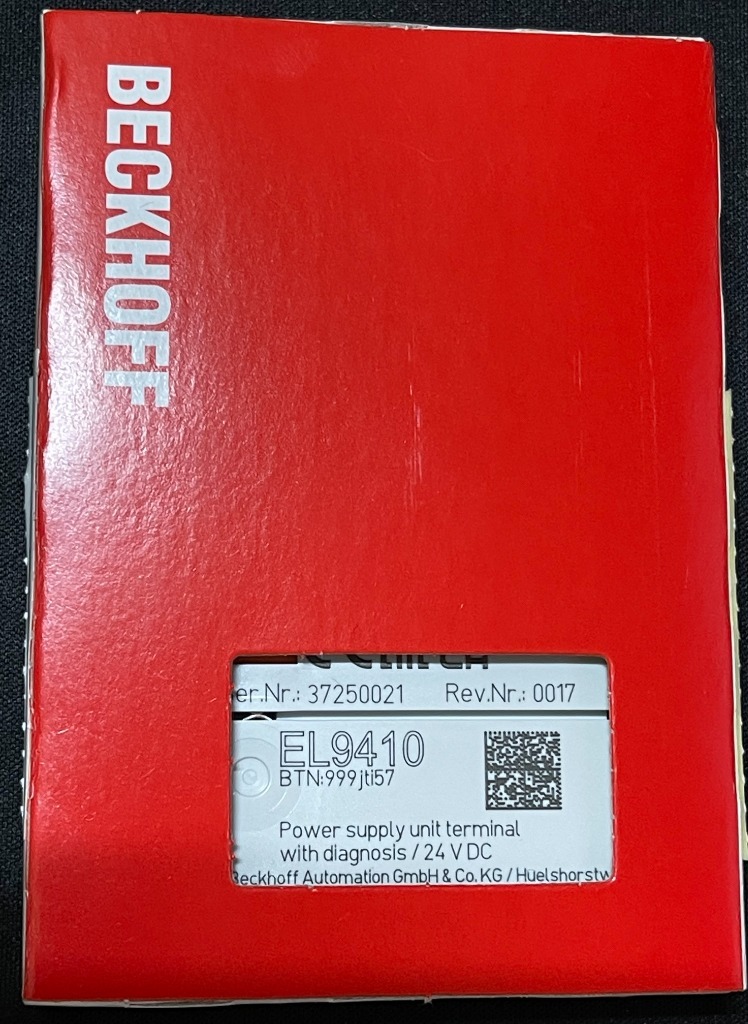 BECKHOFF
er.Nr.: 37250021 Rev.Nr.: 0017
EL9410
BTN:999jti57
Power supply unit terminal
with diagnosis / 24 V DC
Beckhoff Automation GmbH & Co. KG / Huelshorstw